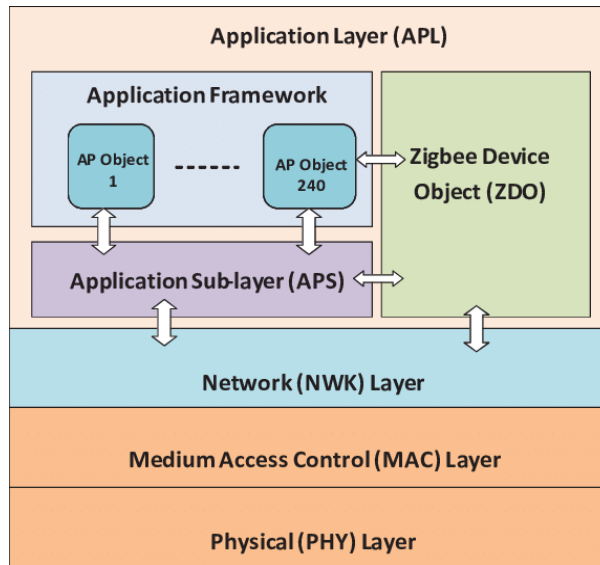 Application Layer (APL)
Application Framework
AP Object
1
AP Object
240
Zigbee Device
Object (ZDO)
Application Sub-layer (APS)
Network (NWK) Layer
Medium Access Control (MAC) Layer
Physical (PHY) Layer